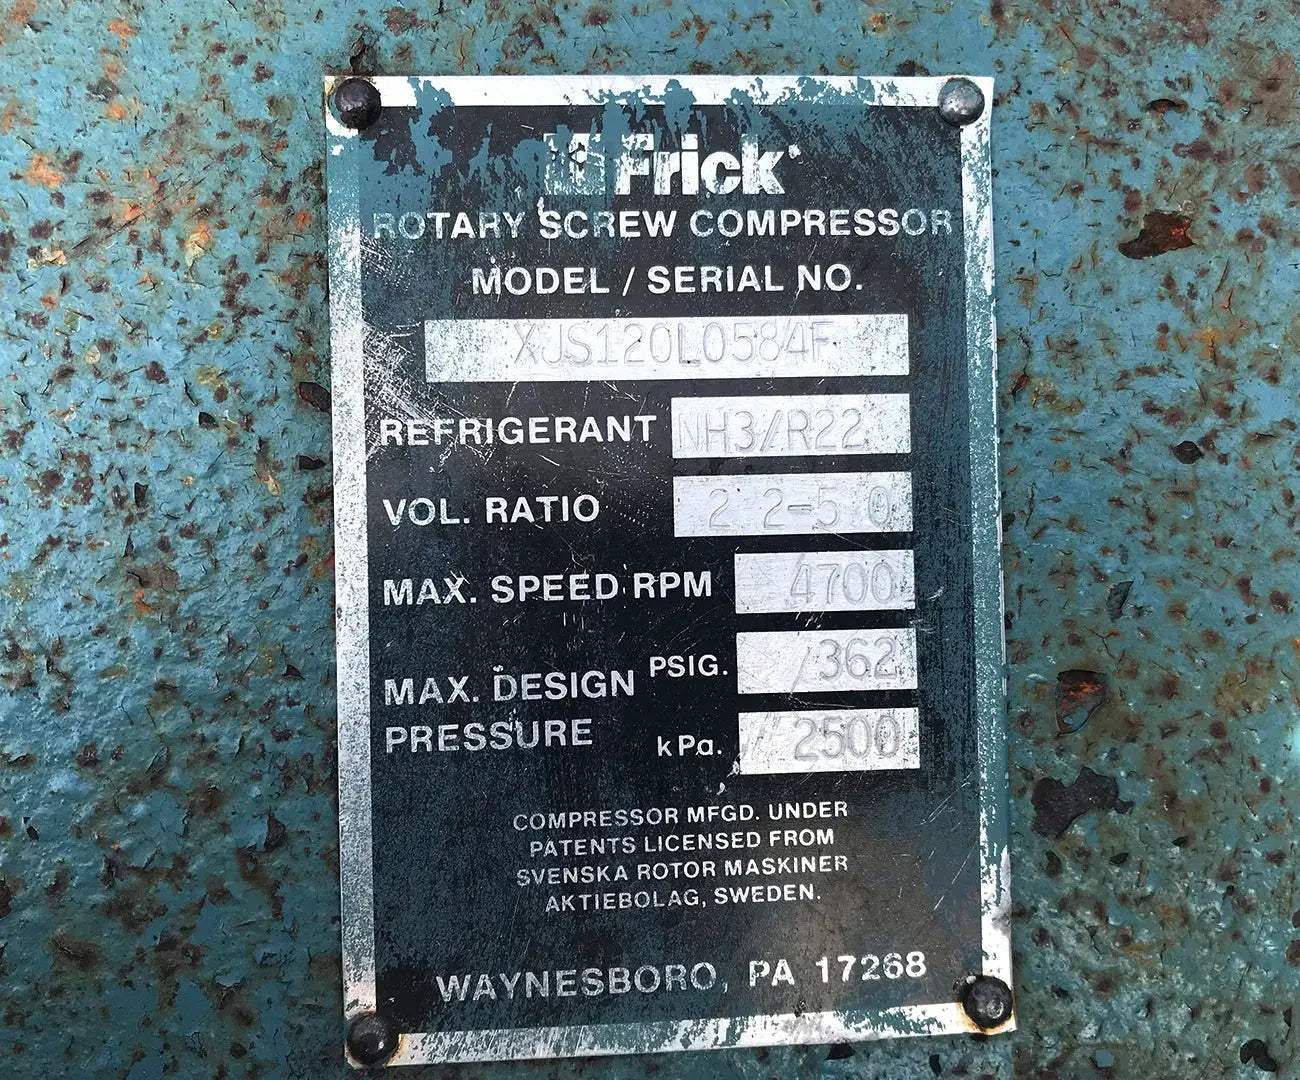 Frick
ROTARY SCREW COMPRESSOR
MODEL / SERIAL NO.
XJS120L0584F
REFRIGERANT NH3/R22
VOL. RATIO 2 2-5 0
MAX. SPEED RPM 4700
MAX. DESIGN PRESSURE PSIG. 362
kPa. 2500
COMPRESSOR MFGD. UNDER
PATENTS LICENSED FROM
SVENSKA ROTOR MASKINER
AKTIEBOLAG, SWEDEN.
WAYNESBORO, PA 17268